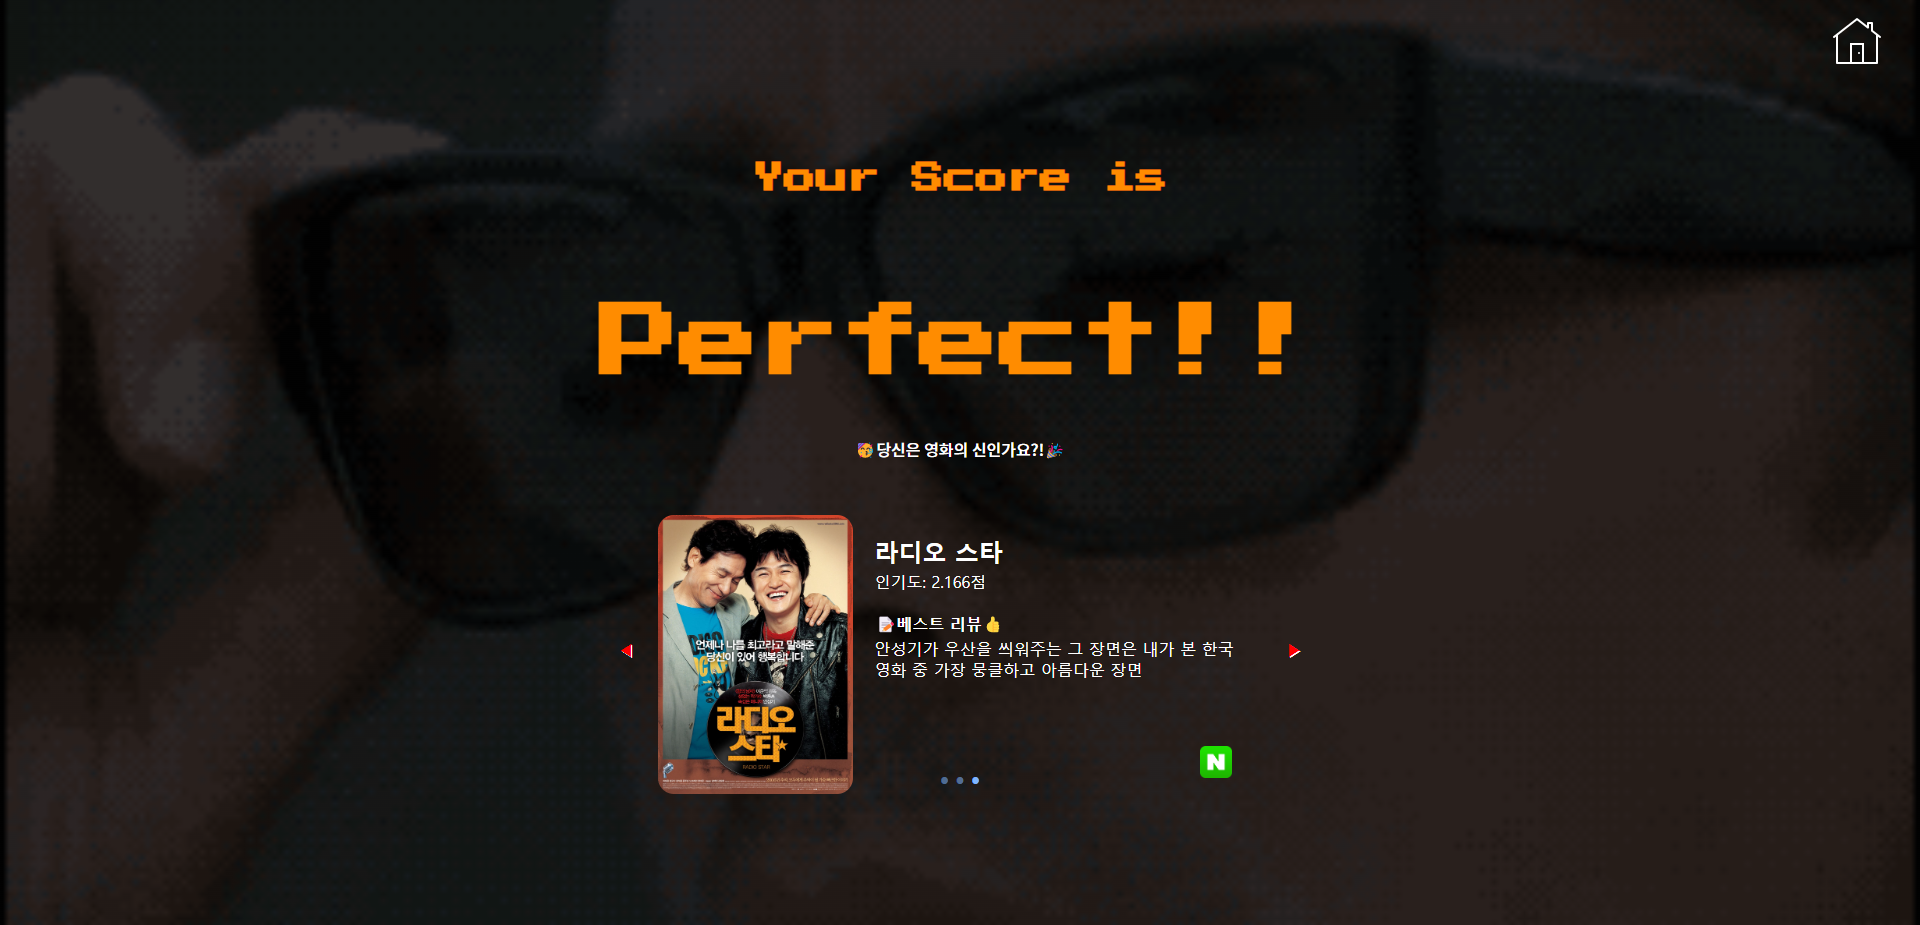 Your Score is
Perfect!!
🥳당신은 영화의 신인가요?!🎉
라디오 스타
인기도: 2.166점
📝베스트 리뷰👍
안성기가 우산을 씌워주는 그 장면은 내가 본 한국
영화 중 가장 뭉클하고 아름다운 장면
언제나 나를 최고라고 말해준
당신이 있어 행복합니다
라디오
스타
RADIO STAR
N